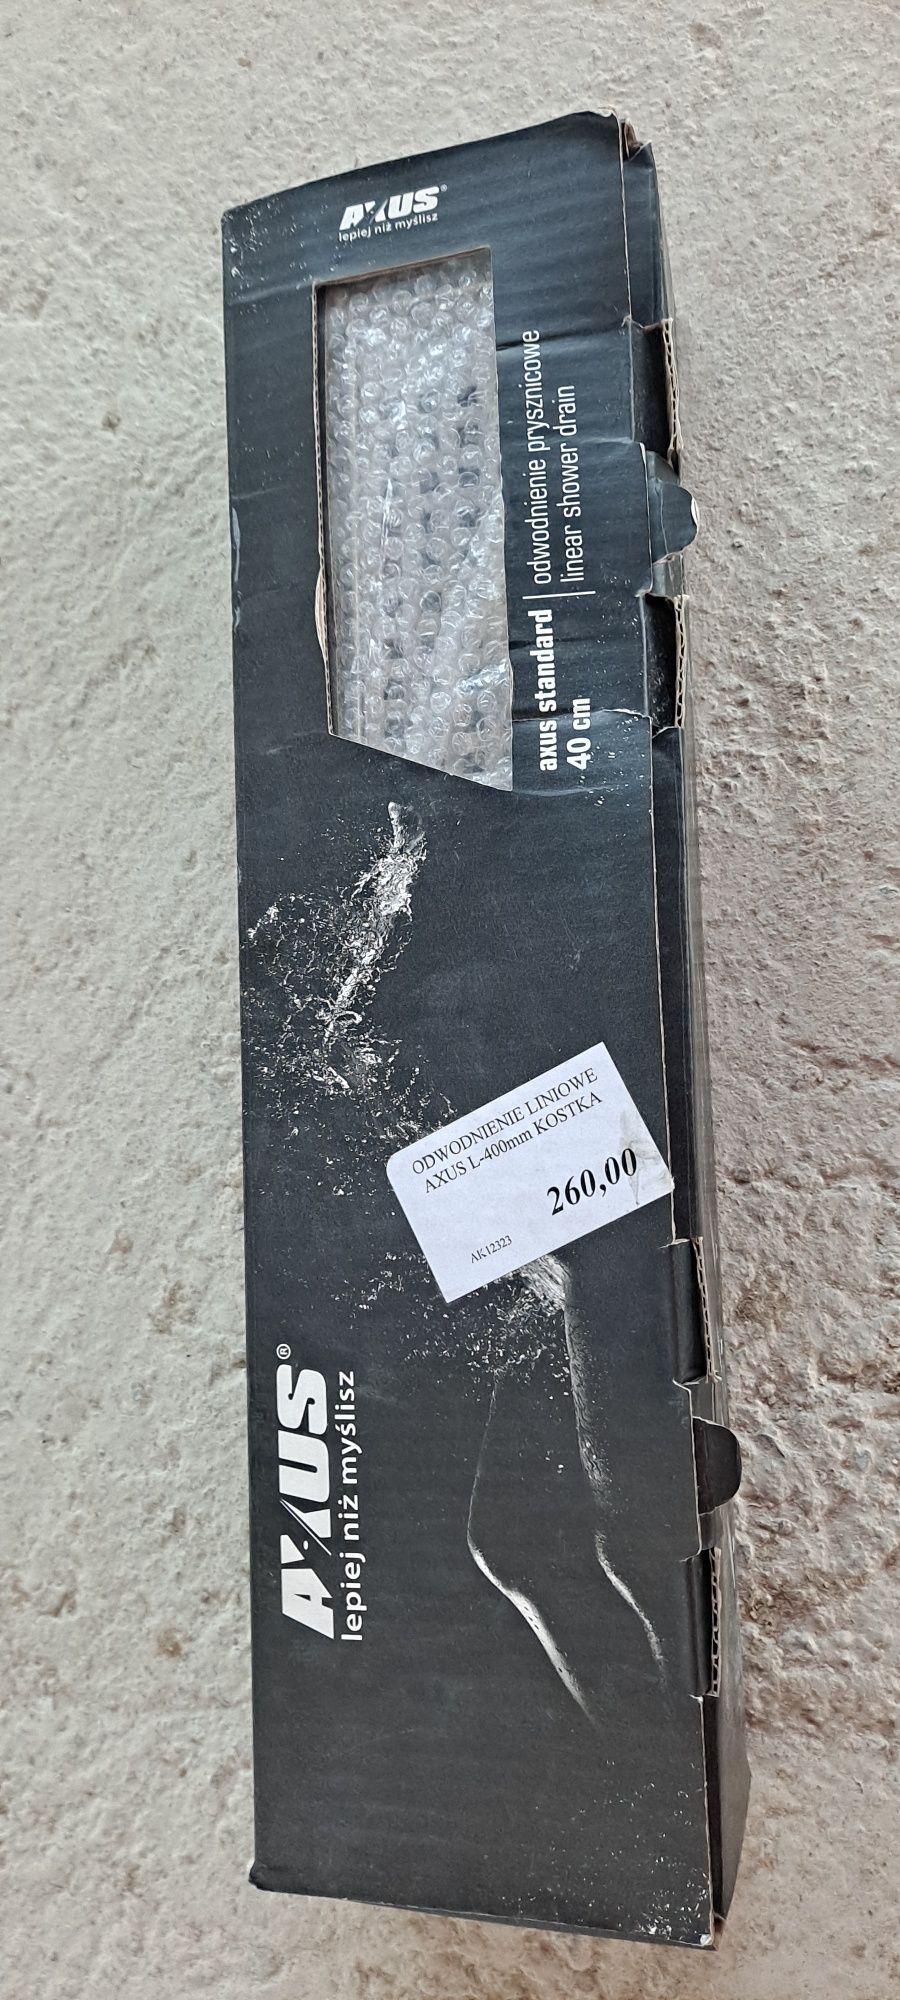 AXUS®
lepiej niż myślisz
axus standard | odwodnienie prysznicowe
40 cm | linear shower drain
ODWODNIENIE LINIOWE
AXUS L-400mm KOSTKA
260,00
AK12323
AXUS®
lepiej niż myślisz